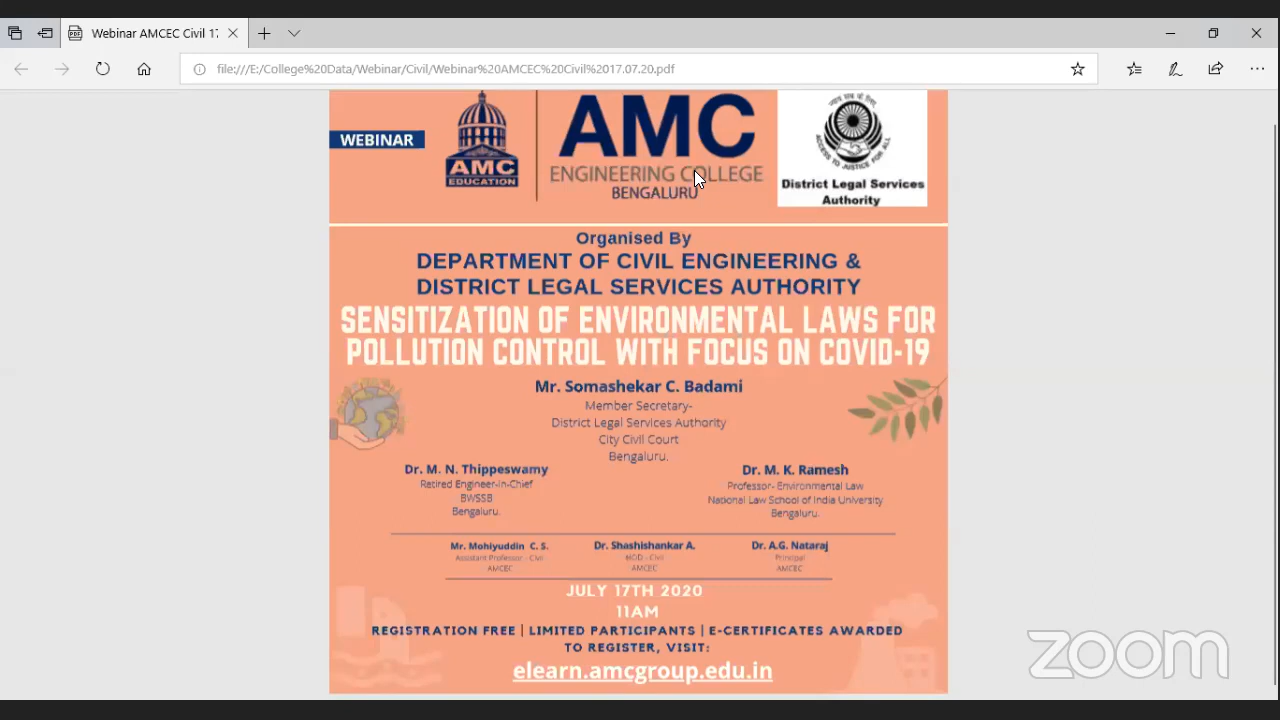 Webinar AMCEC Civil 17
file:///E:/College%20Data/Webinar/Civil/Webinar%20AMCEC%20Civil%2017.07.20.pdf
WEBINAR
AMC
EDUCATION
AMC
ENGINEERING COLLEGE
BENGALURU
न्याय सब के लिए
ACCESS TO JUSTICE FOR ALL
District Legal Services
Authority
Organised By
DEPARTMENT OF CIVIL ENGINEERING &
DISTRICT LEGAL SERVICES AUTHORITY
SENSITIZATION OF ENVIRONMENTAL LAWS FOR
POLLUTION CONTROL WITH FOCUS ON COVID-19
Mr. Somashekar C. Badami
Member Secretary-
District Legal Services Authority
City Civil Court
Bengaluru.
Dr. M. N. Thippeswamy
Retired Engineer-in-Chief
BWSSB
Bengaluru.
Dr. M. K. Ramesh
Professor- Environmental Law
National Law School of India University
Bengaluru.
Mr. Mohiyuddin C. S.
Assistant Professor - Civil
AMCEC
Dr. Shashishankar A.
HOD - Civil
AMCEC
Dr. A.G. Nataraj
Principal
AMCEC
JULY 17TH 2020
11AM
REGISTRATION FREE | LIMITED PARTICIPANTS | E-CERTIFICATES AWARDED
TO REGISTER, VISIT:
elearn.amcgroup.edu.in
zoom